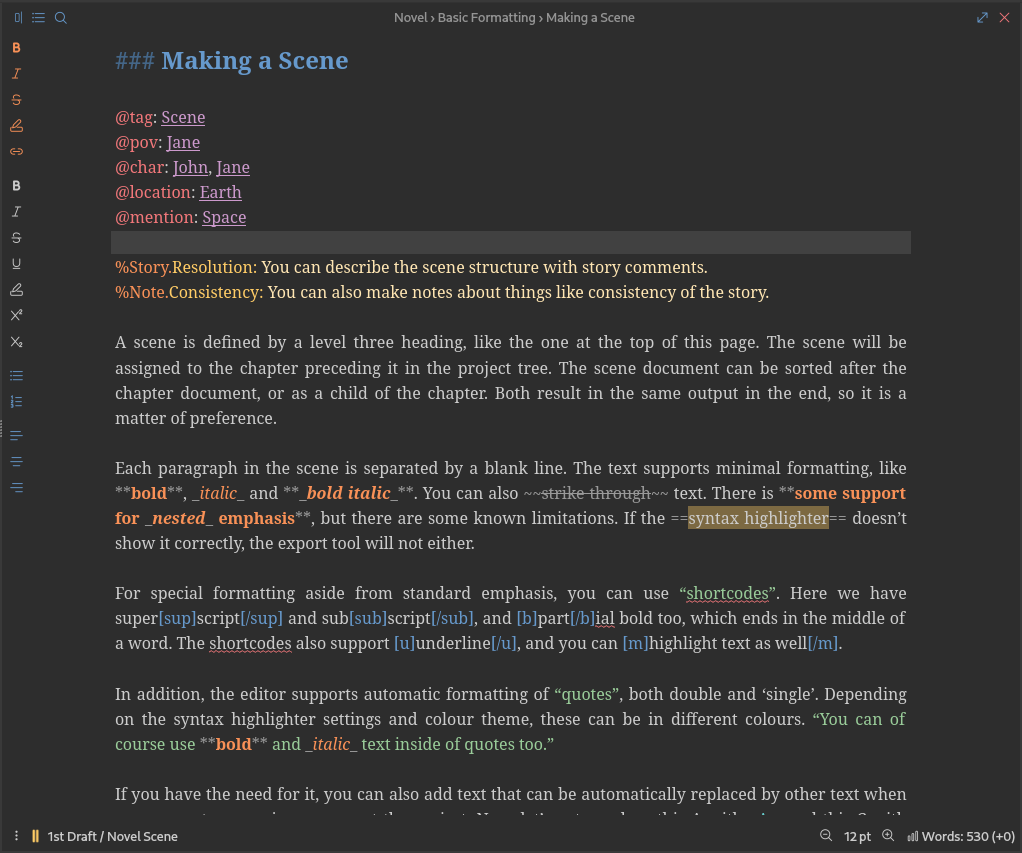 Novel › Basic Formatting › Making a Scene
### Making a Scene
@tag: Scene
@pov: Jane
@char: John, Jane
@location: Earth
@mention: Space
%Story.Resolution: You can describe the scene structure with story comments.
%Note.Consistency: You can also make notes about things like consistency of the story.
A scene is defined by a level three heading, like the one at the top of this page. The scene will be
assigned to the chapter preceding it in the project tree. The scene document can be sorted after the
chapter document, or as a child of the chapter. Both result in the same output in the end, so it is a
matter of preference.
Each paragraph in the scene is separated by a blank line. The text supports minimal formatting, like
**bold**, _italic_ and **_bold italic_**. You can also ~~strike through~~ text. There is **some support
for _nested_ emphasis**, but there are some known limitations. If the ==syntax highlighter== doesn’t
show it correctly, the export tool will not either.
For special formatting aside from standard emphasis, you can use “shortcodes”. Here we have
super[sup]script[/sup] and sub[sub]script[/sub], and [b]part[/b]ial bold too, which ends in the middle of
a word. The shortcodes also support [u]underline[/u], and you can [m]highlight text as well[/m].
In addition, the editor supports automatic formatting of “quotes”, both double and ‘single’. Depending
on the syntax highlighter settings and colour theme, these can be in different colours. “You can of
course use **bold** and _italic_ text inside of quotes too.”
If you have the need for it, you can also add text that can be automatically replaced by other text when
1st Draft / Novel Scene
12 pt
Words: 530 (+0)